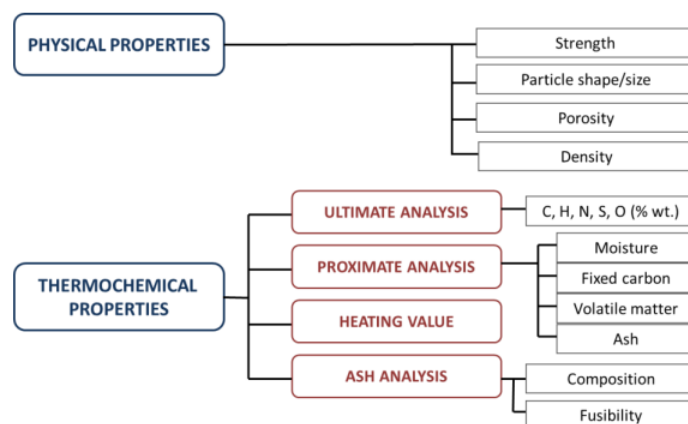 PHYSICAL PROPERTIES
Strength
Particle shape/size
Porosity
Density
THERMOCHEMICAL
PROPERTIES
ULTIMATE ANALYSIS
C, H, N, S, O (% wt.)
PROXIMATE ANALYSIS
Moisture
Fixed carbon
Volatile matter
Ash
HEATING VALUE
ASH ANALYSIS
Composition
Fusibility